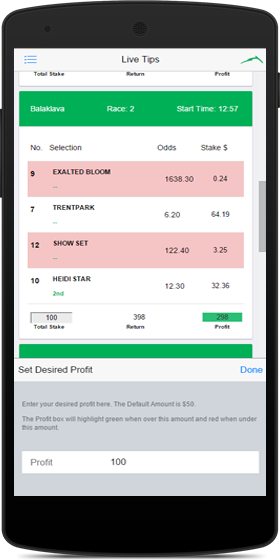 Live Tips
Total Stake Return Profit
Balaklava Race: 2 Start Time: 12:57
No. Selection Odds Stake $
9 EXALTED BLOOM 1638.30 0.24
...
7 TRENTPARK 6.20 64.19
...
12 SHOW SET 122.40 3.25
...
10 HEIDI STAR 12.30 32.36
2nd
100 398 298
Total Stake Return Profit
Set Desired Profit Done
Enter your desired profit here. The Default Amount is $50.
The Profit box will highlight green when over this amount and red when under
this amount.
Profit 100